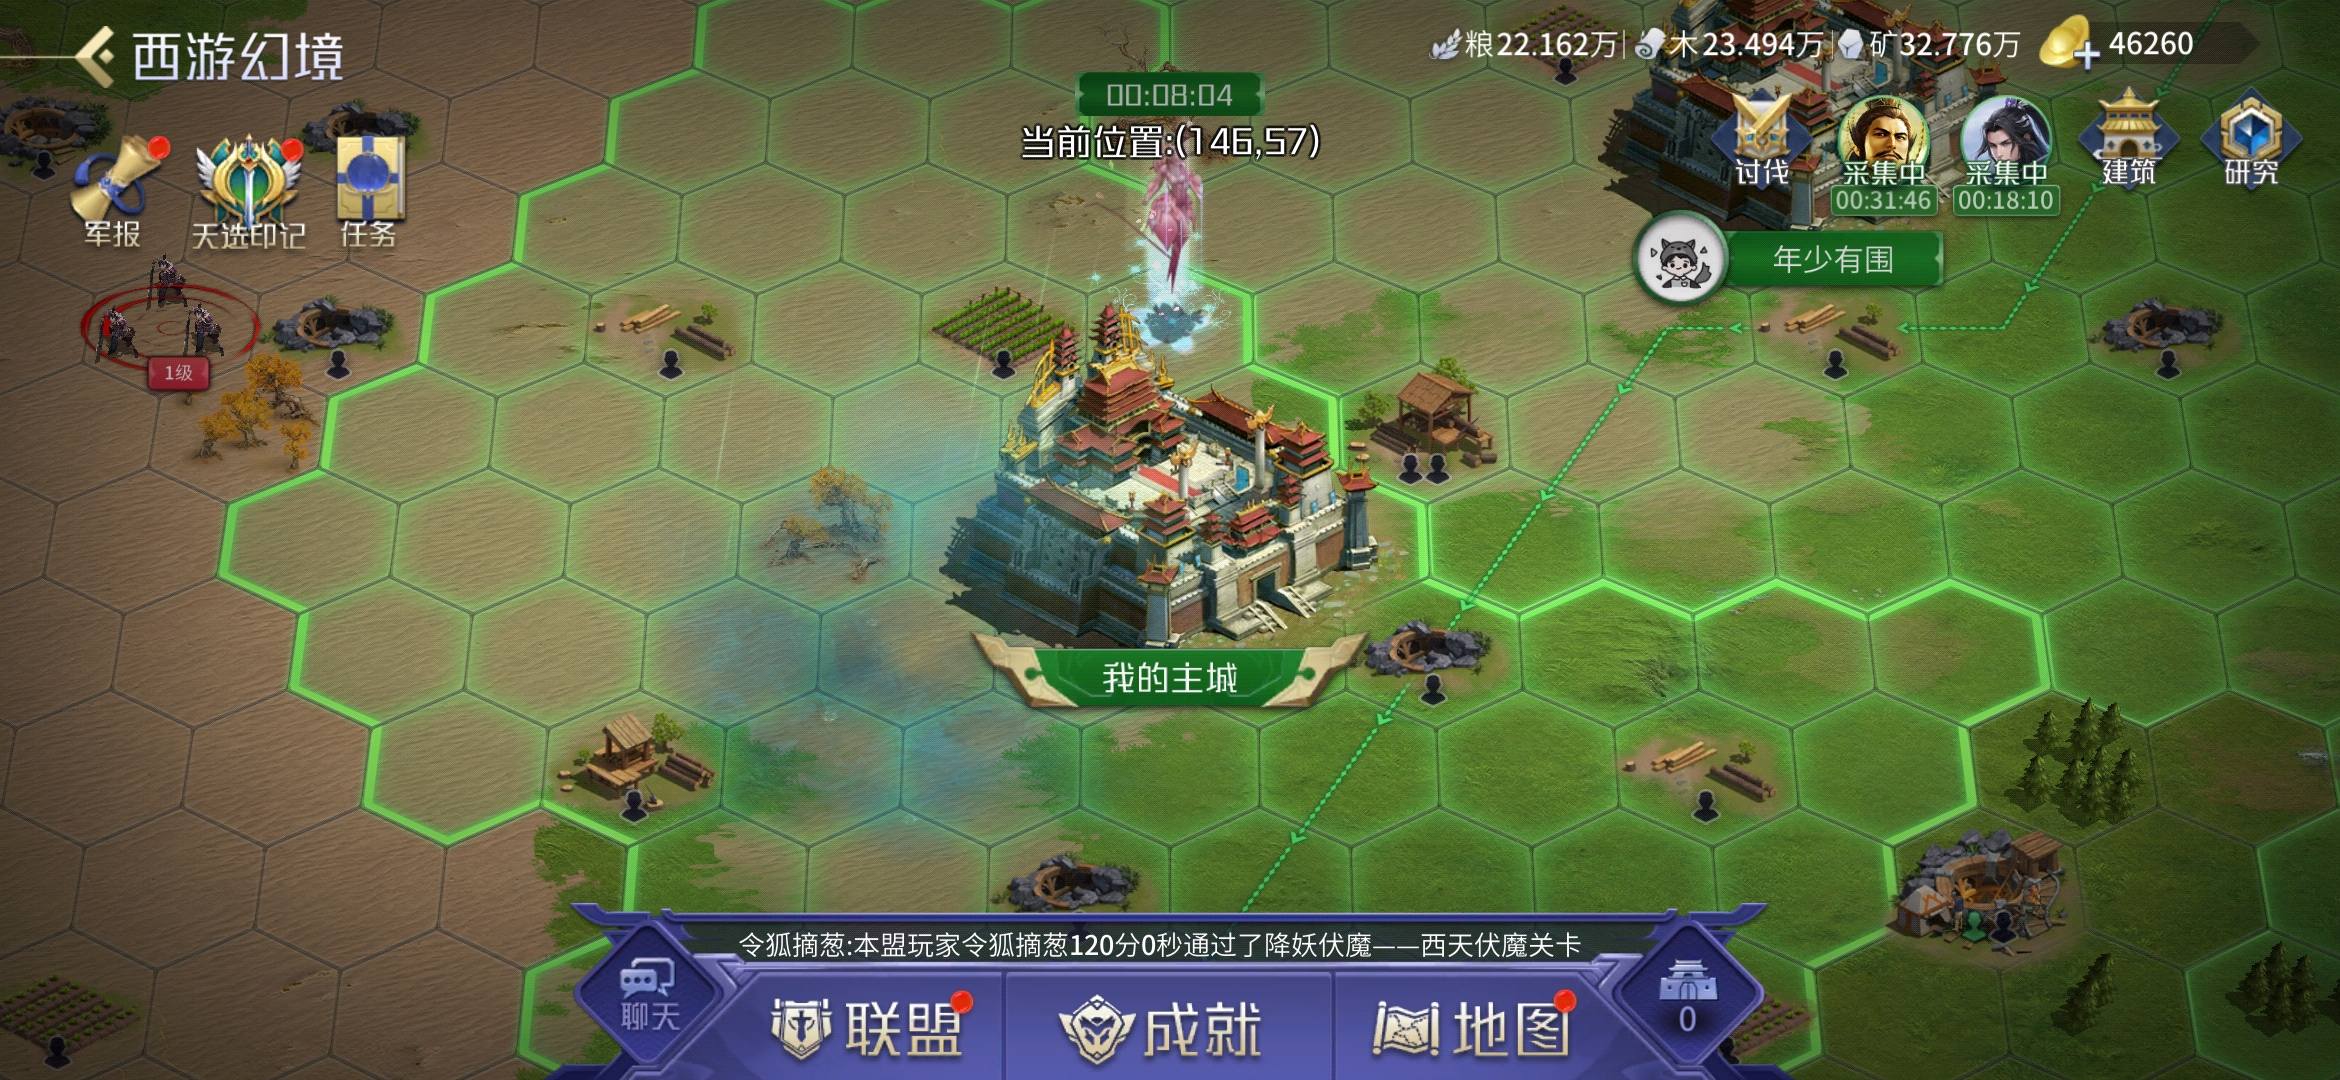 西游幻境
粮22.162万
木23.494万
矿32.776万
46260
00:08:04
当前位置:(146,57)
讨伐
采集中
00:31:46
采集中
00:18:10
建筑
研究
军报
天选印记
任务
年少有围
1级
我的主城
令狐摘葱:本盟玩家令狐摘葱120分0秒通过了降妖伏魔——西天伏魔关卡
聊天
联盟
成就
地图
0